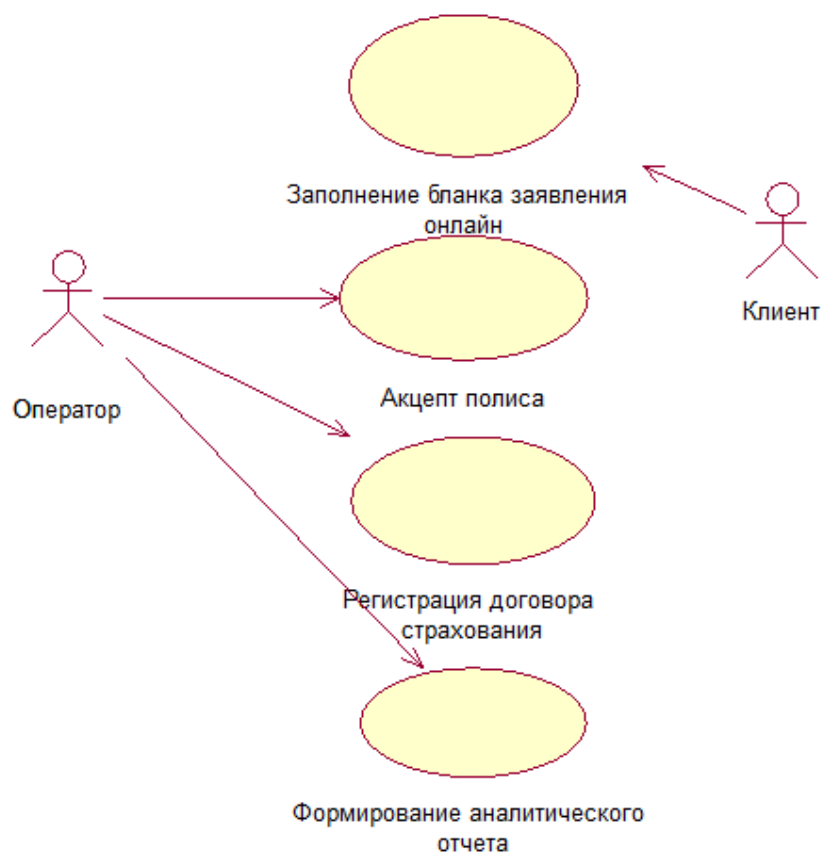 Заполнение бланка заявления
онлайн
Клиент
Оператор
Акцепт полиса
Регистрация договора
страхования
Формирование аналитического
отчета